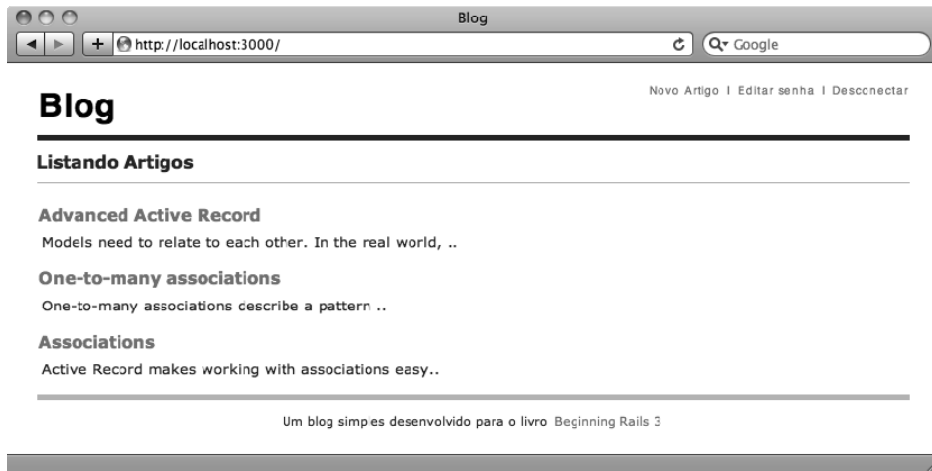 Blog
http://localhost:3000/
Google
Novo Artigo | Editar senha | Desconectar
Blog
Listando Artigos
Advanced Active Record
Models need to relate to each other. In the real world, ..
One-to-many associations
One-to-many associations describe a pattern ..
Associations
Active Record makes working with associations easy..
Um blog simples desenvolvido para o livro Beginning Rails 3